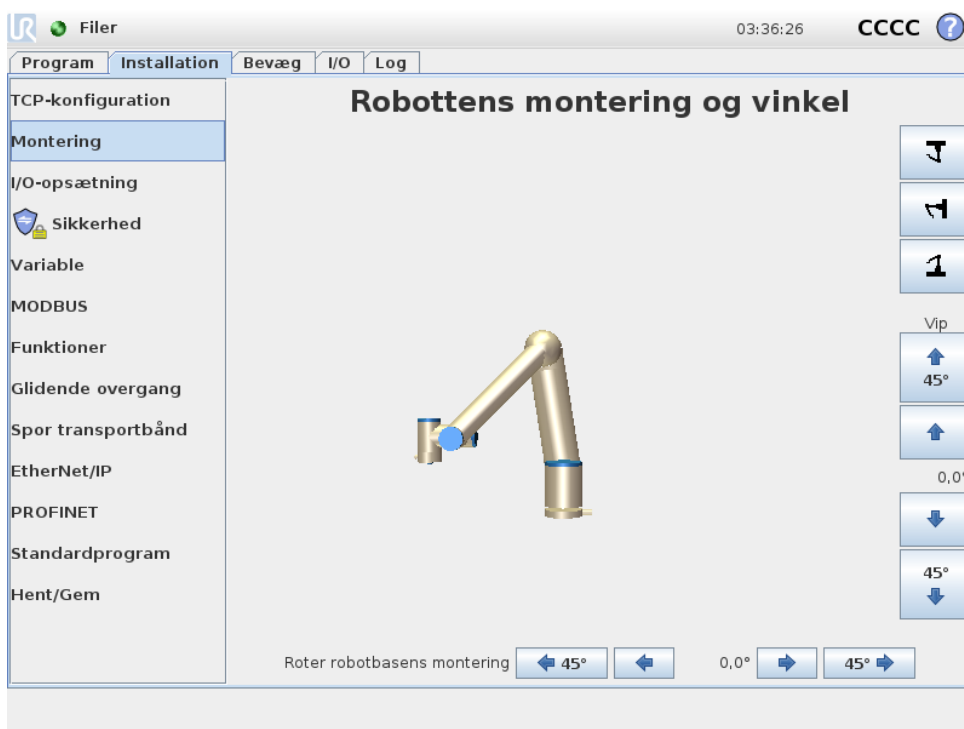 UR Filer 03:36:26 CCCC ?
Program Installation Bevæg I/O Log
TCP-konfiguration
Montering
I/O-opsætning
Sikkerhed
Variable
MODBUS
Funktioner
Glidende overgang
Spor transportbånd
EtherNet/IP
PROFINET
Standardprogram
Hent/Gem
Robottens montering og vinkel
Vip
45°
0,0°
45°
Roter robotbasens montering 45° 0,0° 45°